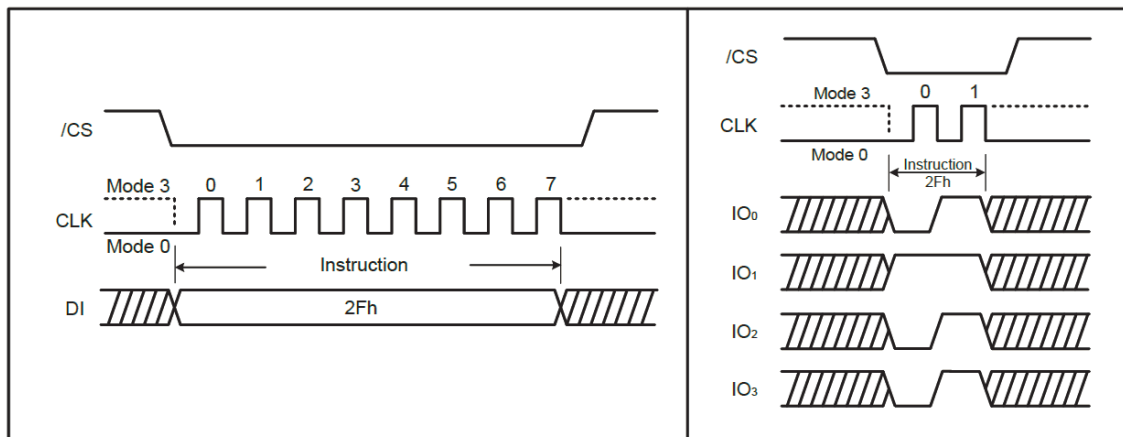 /CS
Mode 3 0 1 2 3 4 5 6 7
CLK
Mode 0
Instruction
DI 2Fh
/CS
Mode 3 0 1
CLK
Mode 0 Instruction
2Fh
IO₀
IO₁
IO₂
IO₃